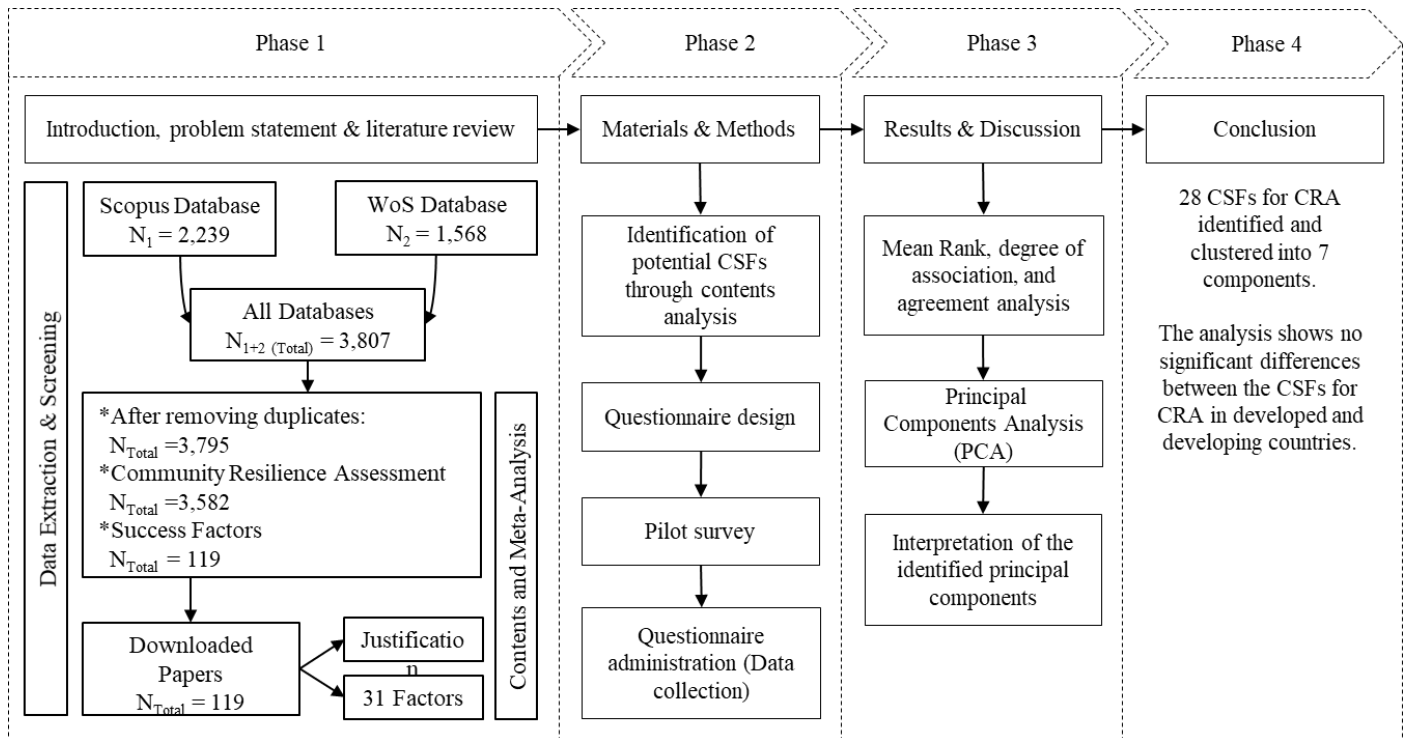 Phase 1
Phase 2
Phase 3
Phase 4
Introduction, problem statement & literature review
Materials & Methods
Results & Discussion
Conclusion
Data Extraction & Screening
Scopus Database
N1 = 2,239
WoS Database
N2 = 1,568
All Databases
N1+2 (Total) = 3,807
*After removing duplicates:
NTotal =3,795
*Community Resilience Assessment
NTotal =3,582
*Success Factors
NTotal = 119
Downloaded
Papers
NTotal = 119
Justificatio
n
31 Factors
Contents and Meta-Analysis
Identification of
potential CSFs
through contents
analysis
Questionnaire design
Pilot survey
Questionnaire
administration (Data
collection)
Mean Rank, degree of
association, and
agreement analysis
Principal
Components Analysis
(PCA)
Interpretation of the
identified principal
components
28 CSFs for CRA
identified and
clustered into 7
components.
The analysis shows no
significant differences
between the CSFs for
CRA in developed and
developing countries.